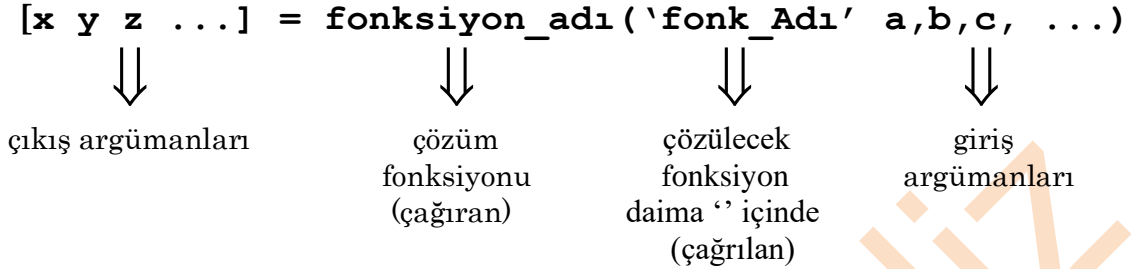 [x y z ...] = fonksiyon_adı(‘fonk_Adı’ a,b,c, ...)
çıkış argümanları
çözüm
fonksiyonu
(çağıran)
çözülecek
fonksiyon
daima ‘’ içinde
(çağrılan)
giriş
argümanları